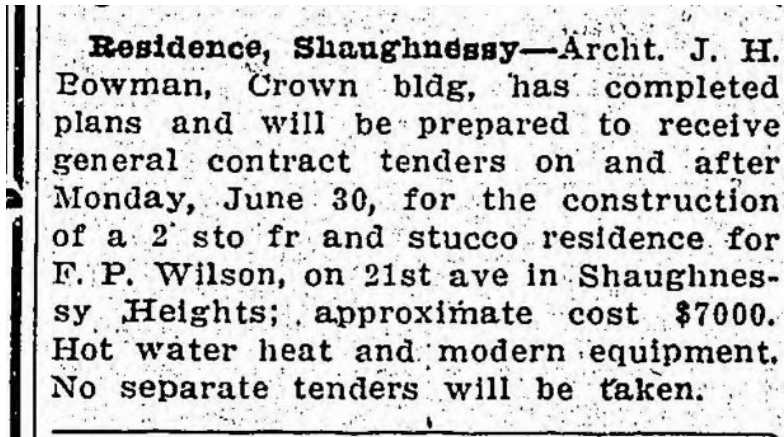 Residence, Shaughnessy—Archt. J. H.
Bowman, Crown bldg, has completed
plans and will be prepared to receive
general contract tenders on and after
Monday, June 30, for the construction
of a 2 sto fr and stucco residence for
F. P. Wilson, on 21st ave in Shaughnes-
sy Heights; approximate cost $7000.
Hot water heat and modern equipment.
No separate tenders will be taken.